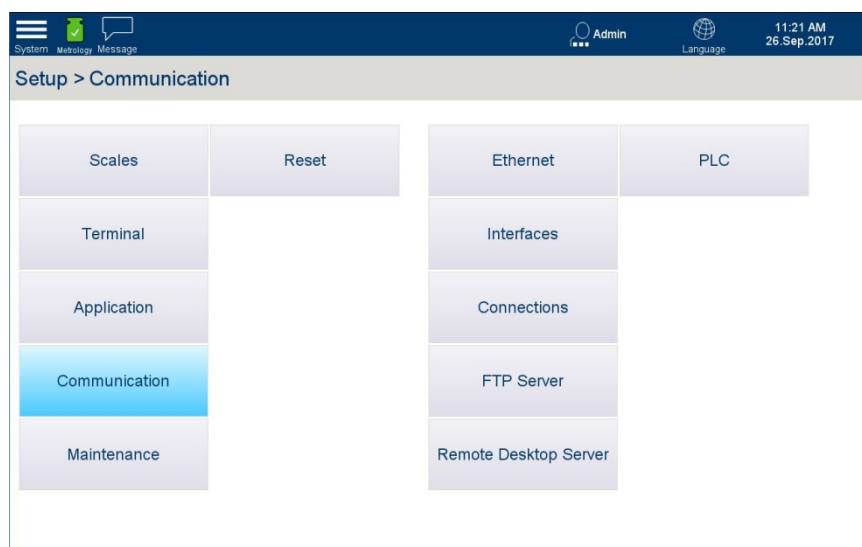 System Metrology Message
Admin
Language
11:21 AM
26.Sep.2017
Setup > Communication
Scales
Reset
Ethernet
PLC
Terminal
Interfaces
Application
Connections
Communication
FTP Server
Maintenance
Remote Desktop Server